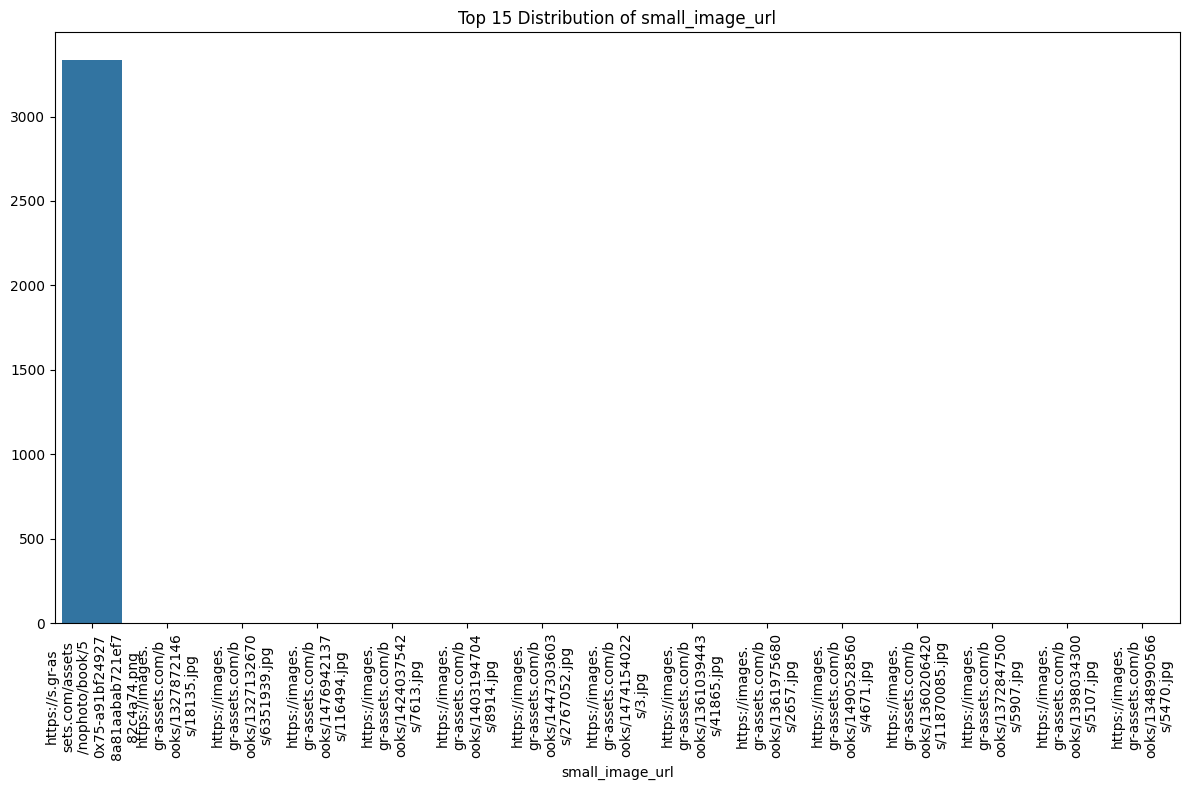 Top 15 Distribution of small_image_url
3000
2500
2000
1500
1000
500
0
https://s.gr-as
sets.com/assets
/nophoto/book/5
0x75-a91bf24927
8a81aabab721ef7
82c4a74.png
https://images.
gr-assets.com/b
ooks/1327872146
s/18135.jpg
https://images.
gr-assets.com/b
ooks/1327132670
s/6351939.jpg
https://images.
gr-assets.com/b
ooks/1476942137
s/116494.jpg
https://images.
gr-assets.com/b
ooks/1424037542
s/7613.jpg
https://images.
gr-assets.com/b
ooks/1403194704
s/8914.jpg
https://images.
gr-assets.com/b
ooks/1447303603
s/2767052.jpg
https://images.
gr-assets.com/b
ooks/1474154022
s/3.jpg
https://images.
gr-assets.com/b
ooks/1361039443
s/41865.jpg
https://images.
gr-assets.com/b
ooks/1361975680
s/2657.jpg
https://images.
gr-assets.com/b
ooks/1490528560
s/4671.jpg
https://images.
gr-assets.com/b
ooks/1360206420
s/11870085.jpg
https://images.
gr-assets.com/b
ooks/1372847500
s/5907.jpg
https://images.
gr-assets.com/b
ooks/1398034300
s/5107.jpg
https://images.
gr-assets.com/b
ooks/1348990566
s/5470.jpg
small_image_url